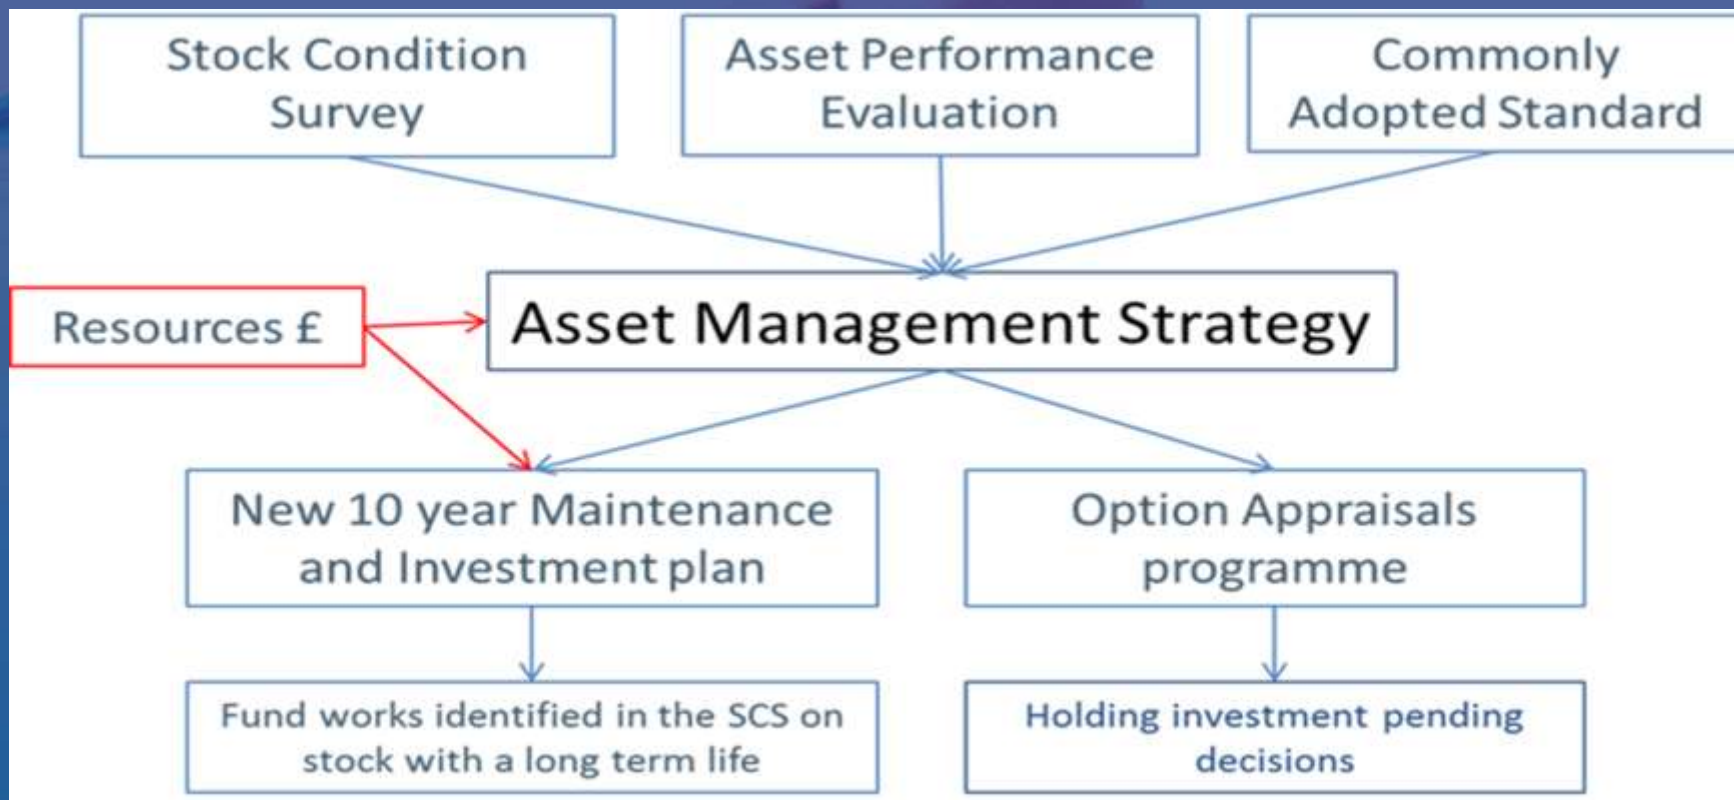 Stock Condition
Survey
Asset Performance
Evaluation
Commonly
Adopted Standard
Resources £
Asset Management Strategy
New 10 year Maintenance
and Investment plan
Option Appraisals
programme
Fund works identified in the SCS on
stock with a long term life
Holding investment pending
decisions